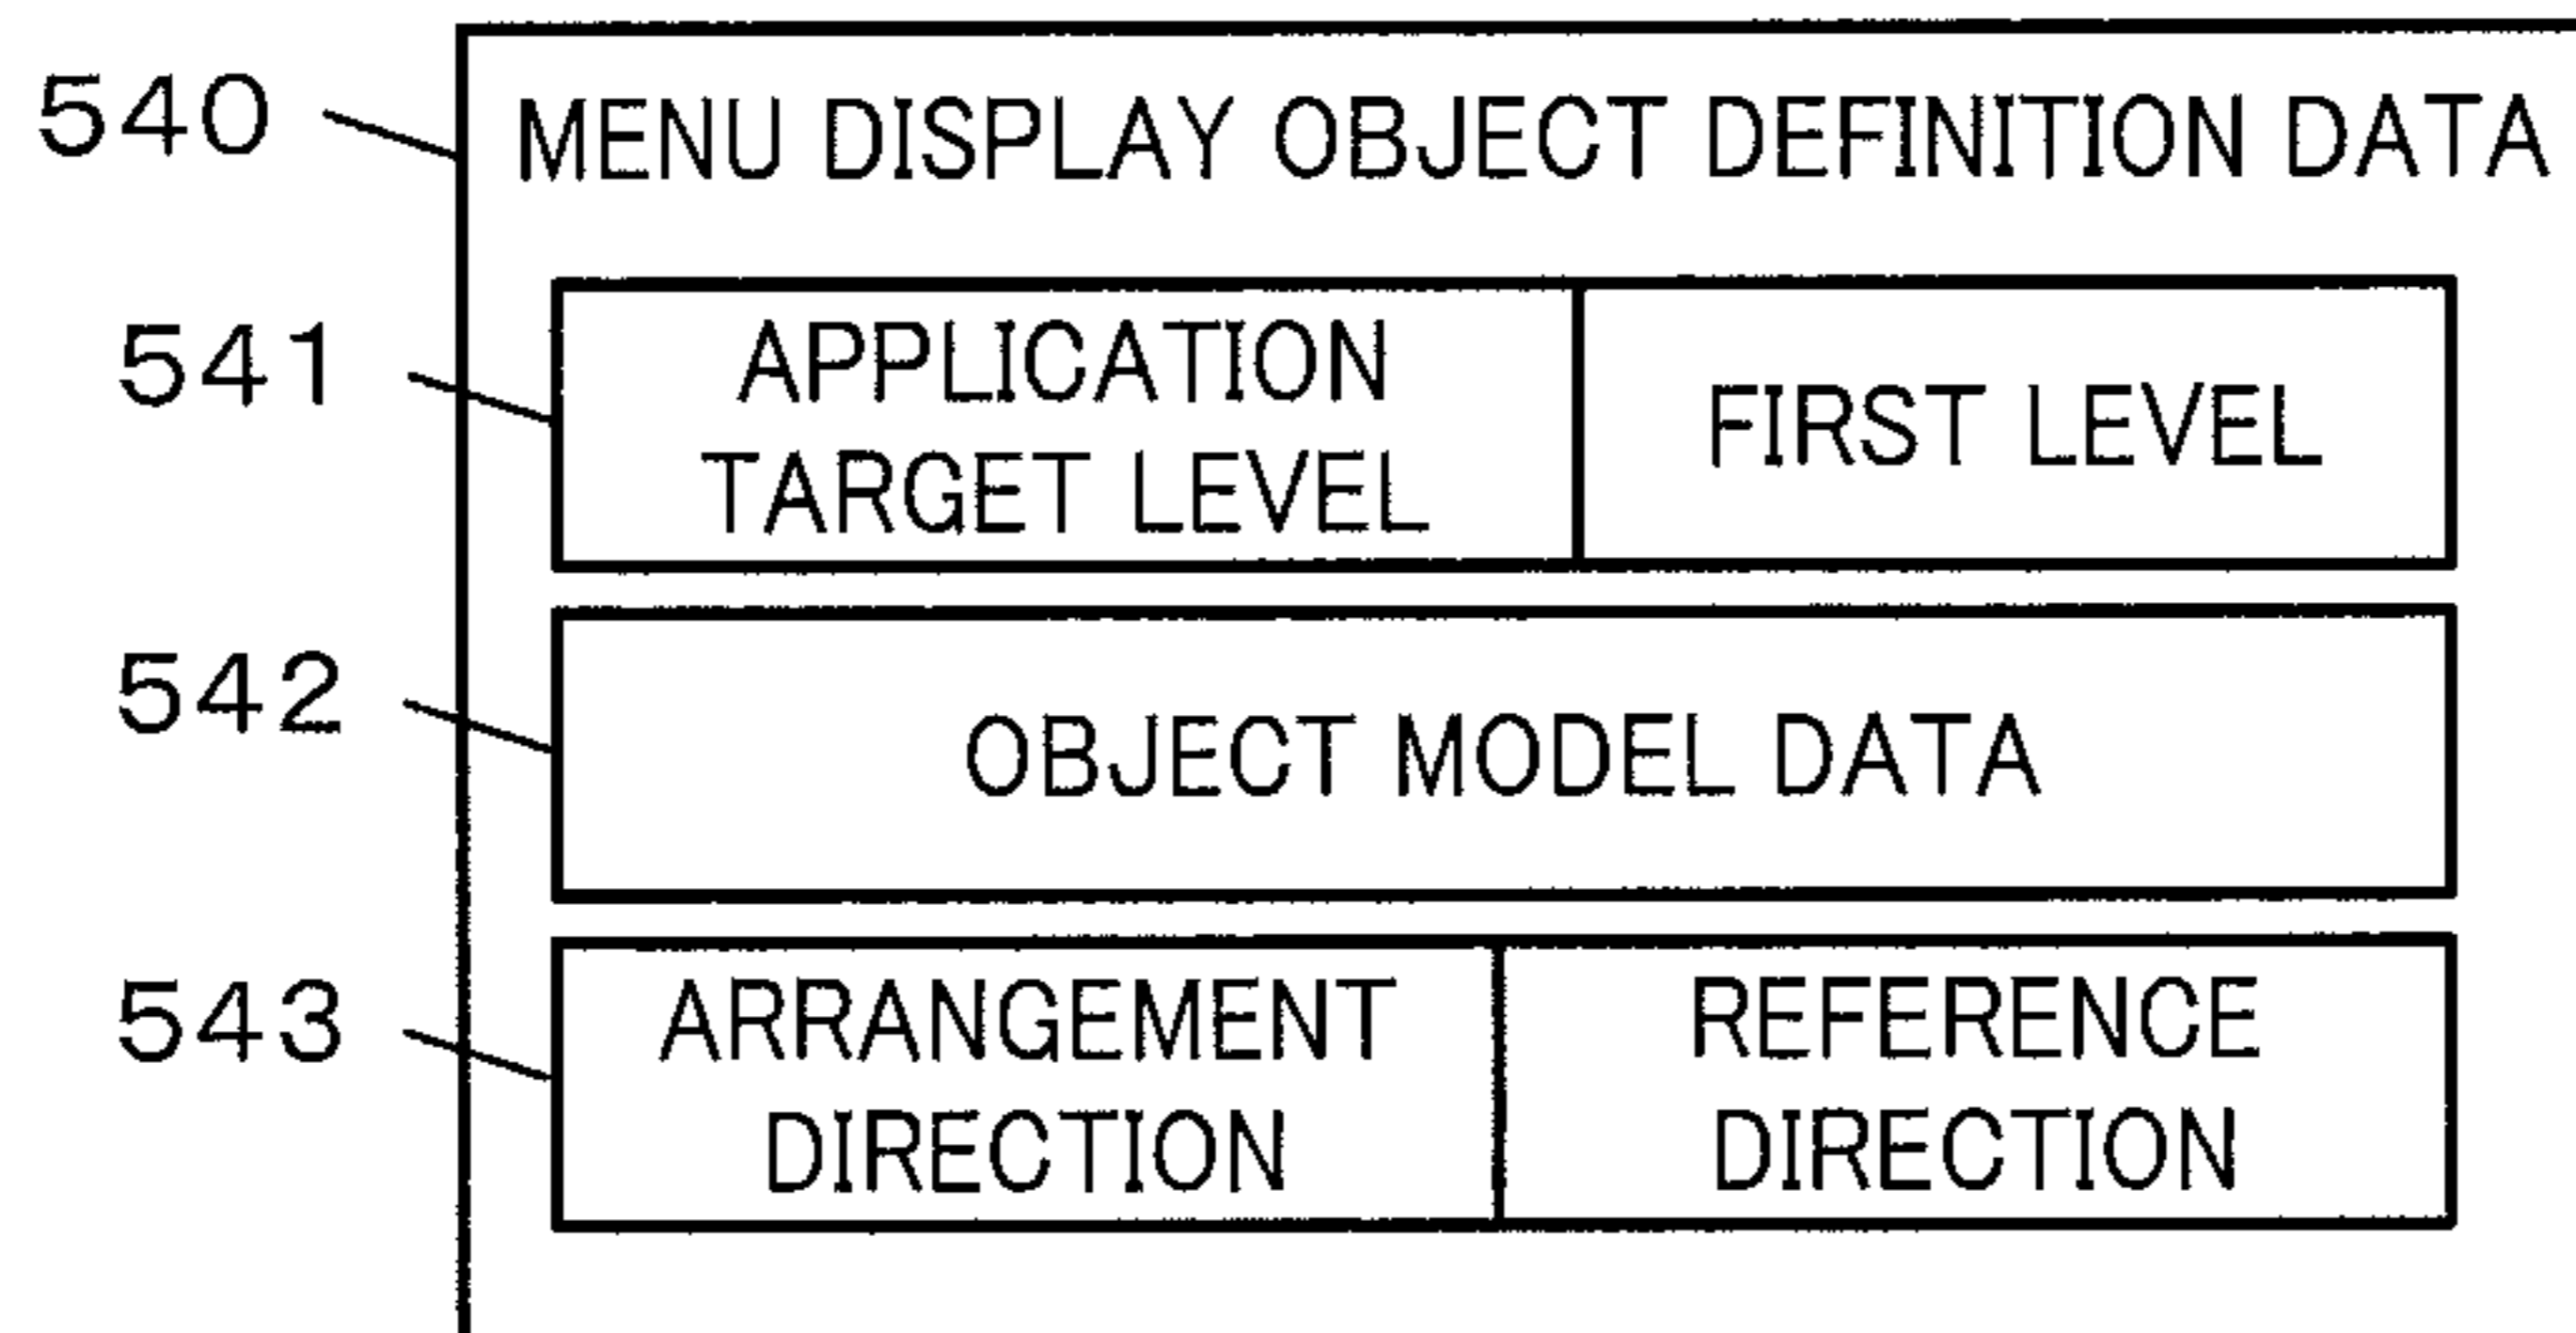 540 MENU DISPLAY OBJECT DEFINITION DATA
541 APPLICATION TARGET LEVEL FIRST LEVEL
542 OBJECT MODEL DATA
543 ARRANGEMENT DIRECTION REFERENCE DIRECTION